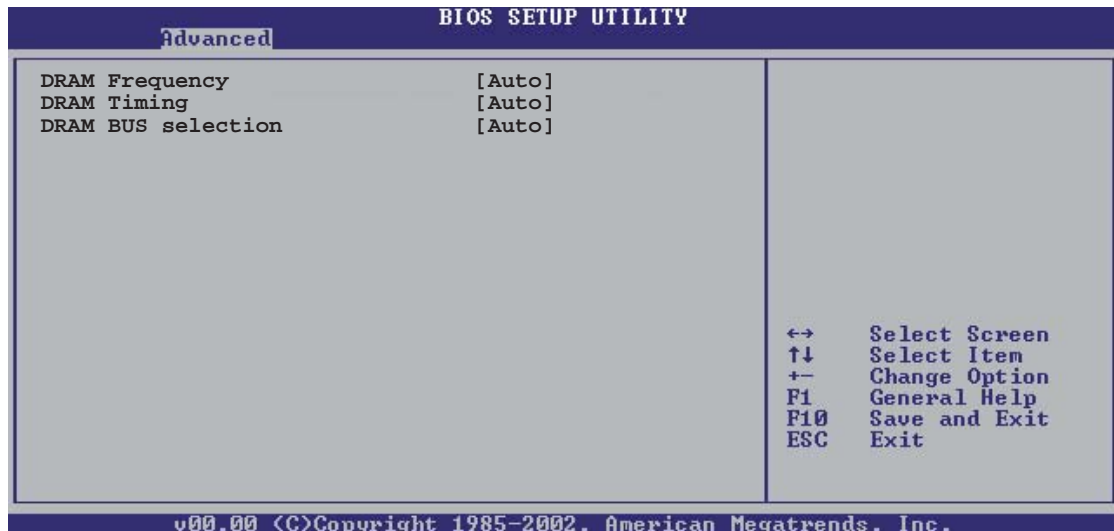 BIOS SETUP UTILITY
Advanced
DRAM Frequency [Auto]
DRAM Timing [Auto]
DRAM BUS selection [Auto]
←→ Select Screen
↑↓ Select Item
+- Change Option
F1 General Help
F10 Save and Exit
ESC Exit
v00.00 (C)Copyright 1985-2002, American Megatrends, Inc.